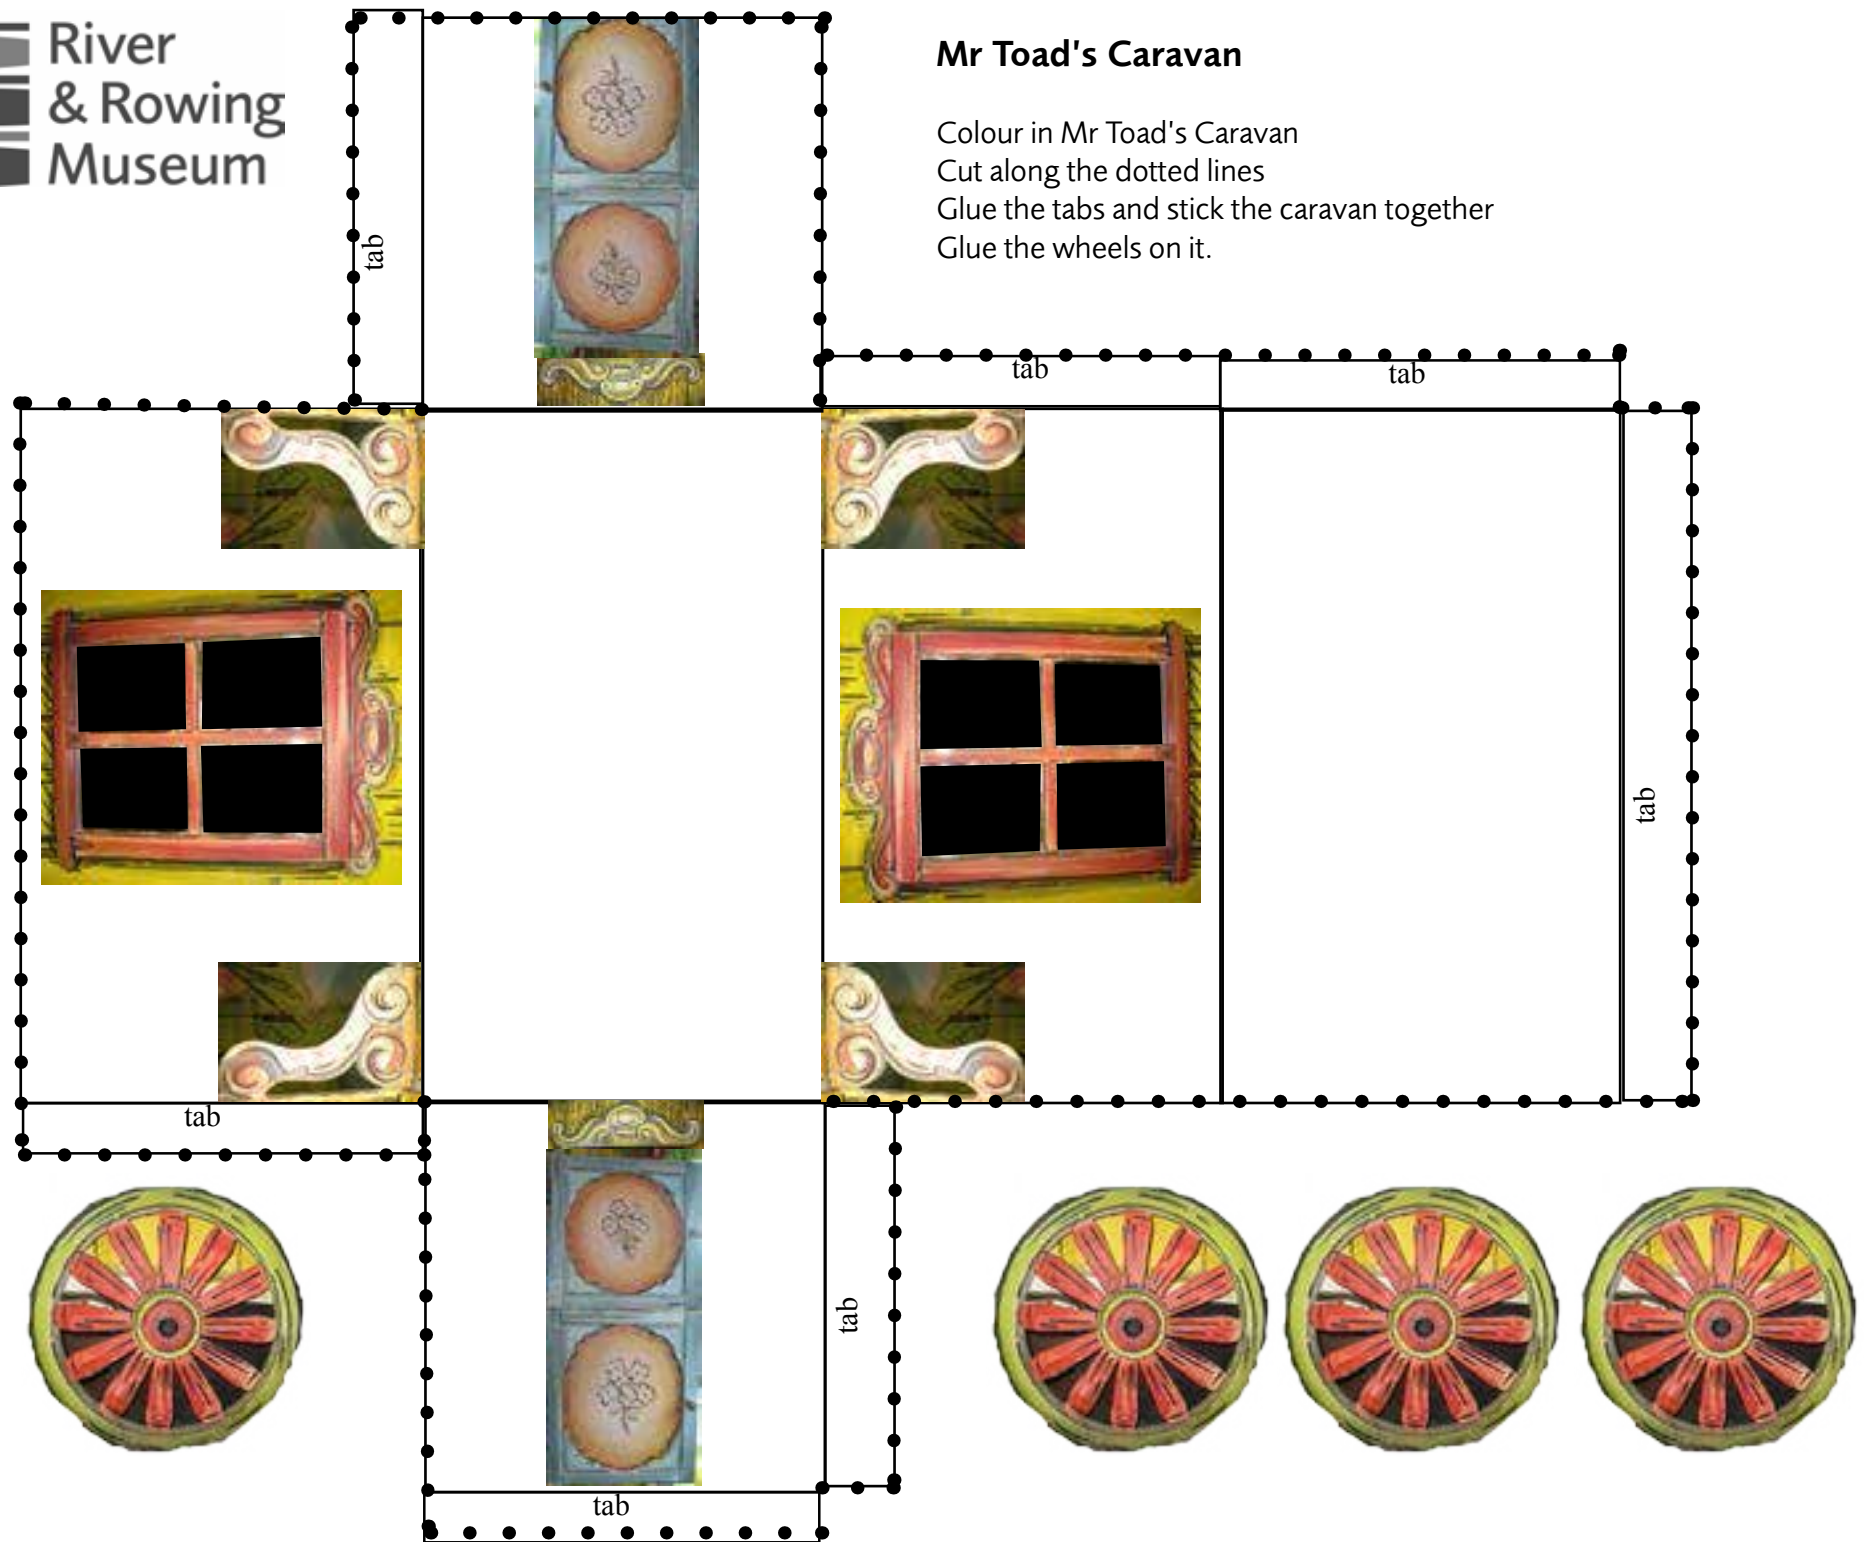 River
& Rowing
Museum
Mr Toad's Caravan
Colour in Mr Toad's Caravan
Cut along the dotted lines
Glue the tabs and stick the caravan together
Glue the wheels on it.
tab
tab
tab
tab
tab
tab
tab